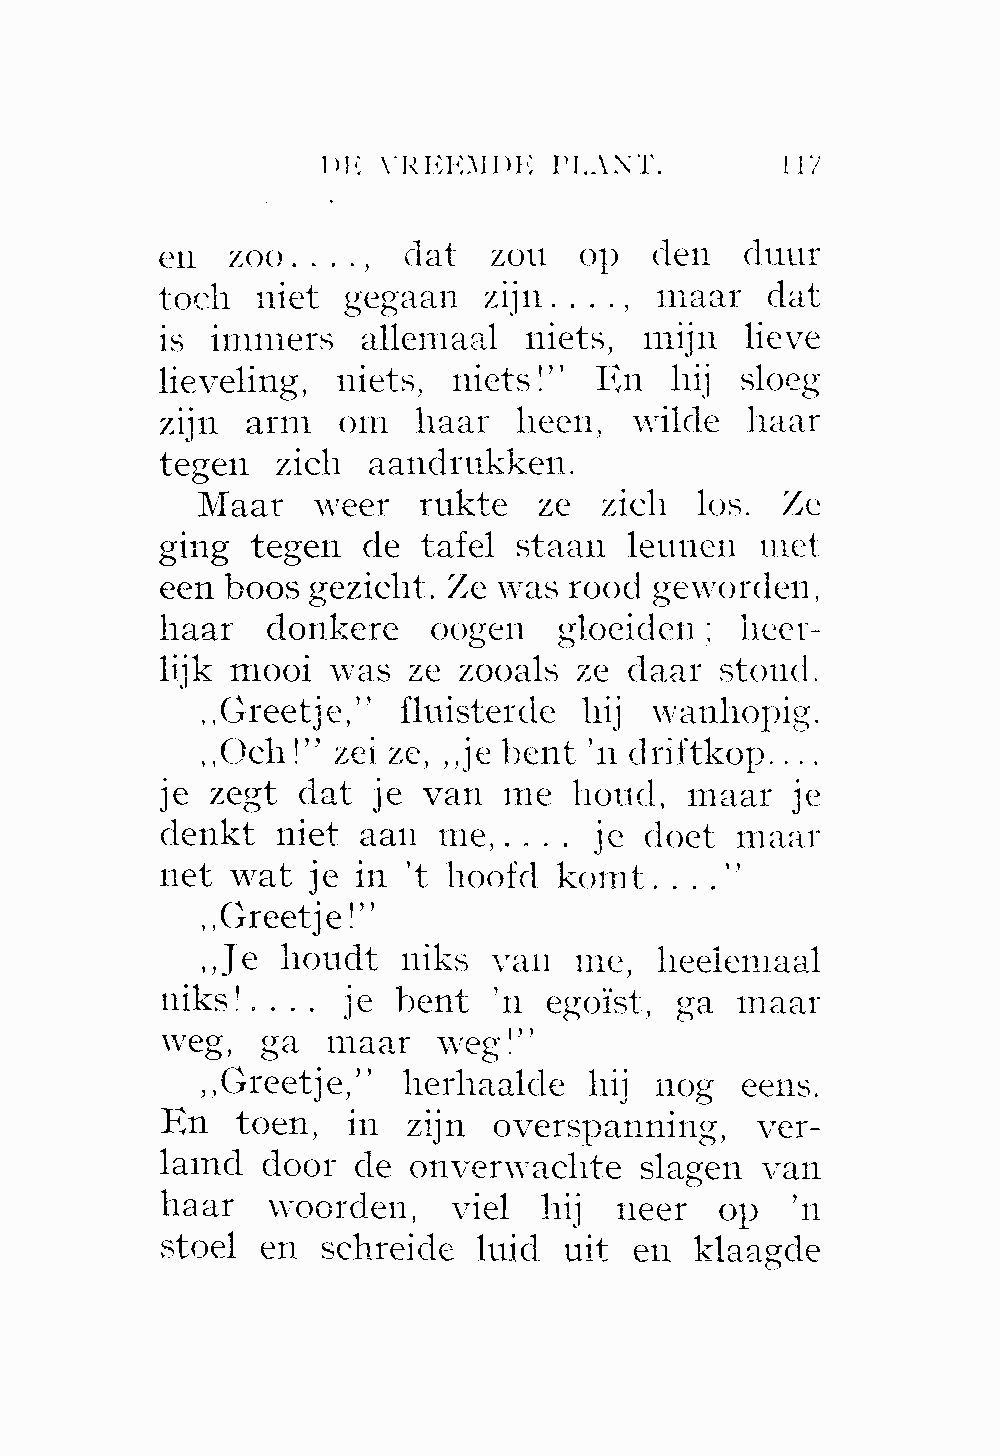 DE VREEMDE PLANT. 117
en zoo...., dat zou op den duur
toch niet gegaan zijn...., maar dat
is immers allemaal niets, mijn lieve
lieveling, niets, niets!” En hij sloeg
zijn arm om haar heen, wilde haar
tegen zich aandrukken.
Maar weer rukte ze zich los. Ze
ging tegen de tafel staan leunen met
een boos gezicht. Ze was rood geworden,
haar donkere oogen gloeiden; heer-
lijk mooi was ze zooals ze daar stond.
„Greetje,” fluisterde hij wanhopig.
„Och!” zei ze, „je bent 'n driftkop....
je zegt dat je van me houd, maar je
denkt niet aan me,.... je doet maar
net wat je in 't hoofd komt....”
„Greetje!”
„Je houdt niks van me, heelemaal
niks!.... je bent 'n egoïst, ga maar
weg, ga maar weg!”
„Greetje,” herhaalde hij nog eens.
En toen, in zijn overspanning, ver-
lamd door de onverwachte slagen van
haar woorden, viel hij neer op 'n
stoel en schreide luid uit en klaagde